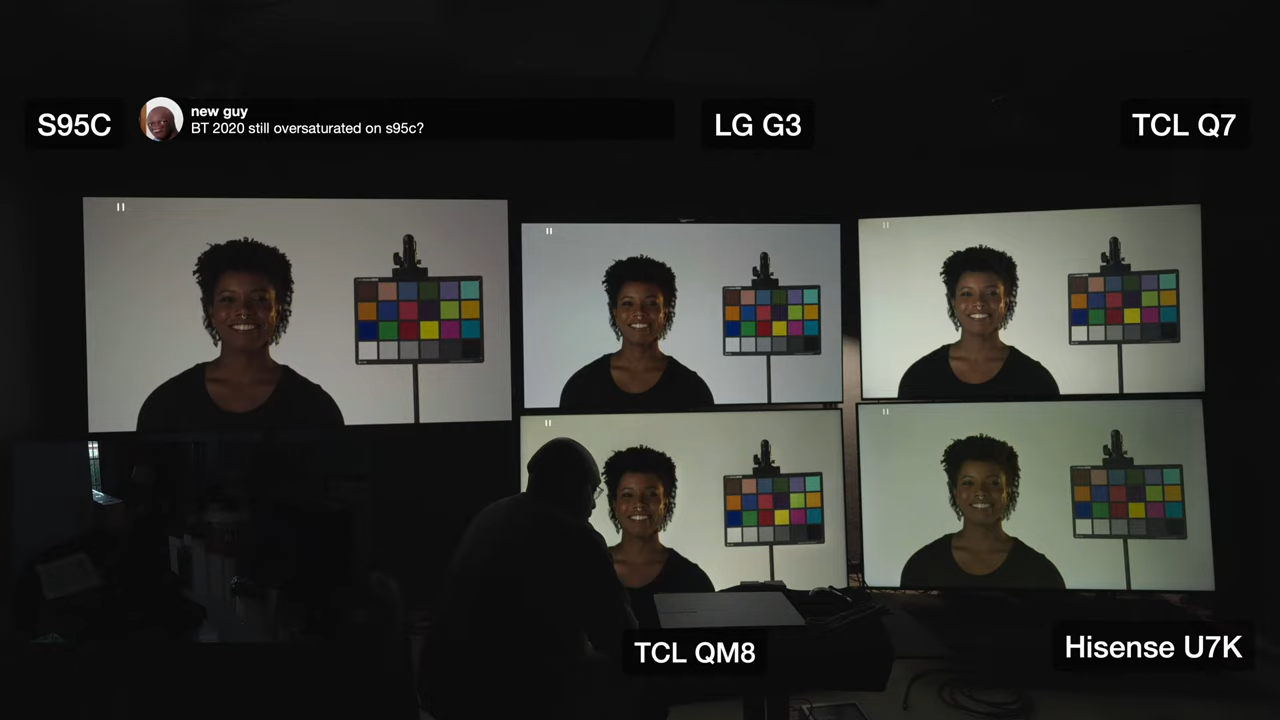 S95C
new guy
BT 2020 still oversaturated on s95c?
LG G3
TCL Q7
TCL QM8
Hisense U7K